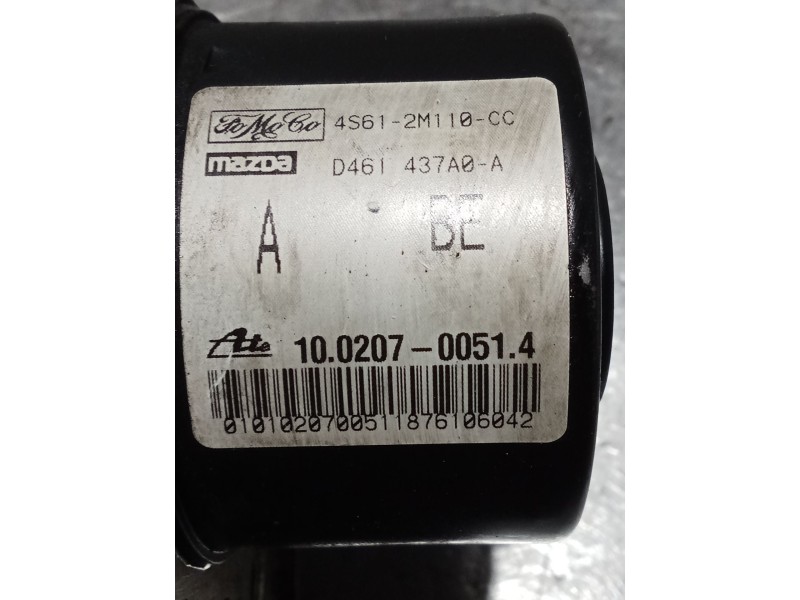 FoMoCo 4S61-2M110-CC
mazda D461 437A0-A
A BE
Ate 10.0207-0051.4
0101020700511876106042